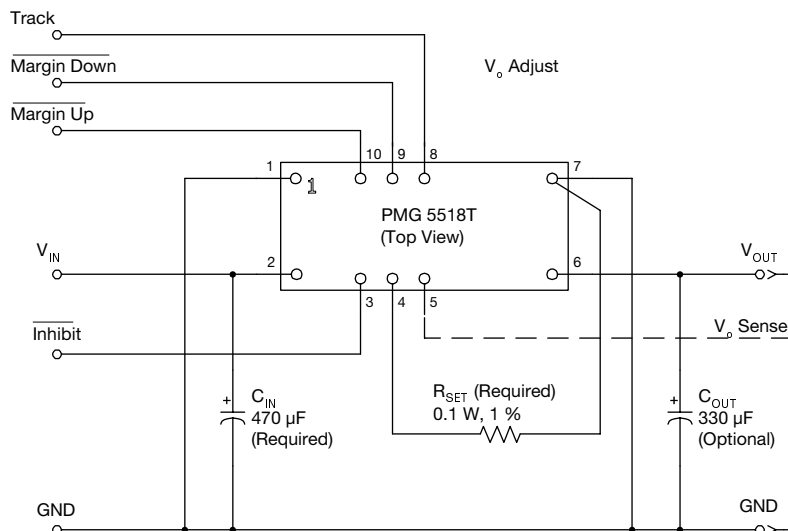 Track
Margin Down
Vo Adjust
Margin Up
10 9 8
1
7
1
PMG 5518T
(Top View)
VIN
2
6
VOUT
3
4
5
Inhibit
Vo Sense
+
CIN
470 µF
(Required)
RSET (Required)
0.1 W, 1 %
+
COUT
330 µF
(Optional)
GND
GND